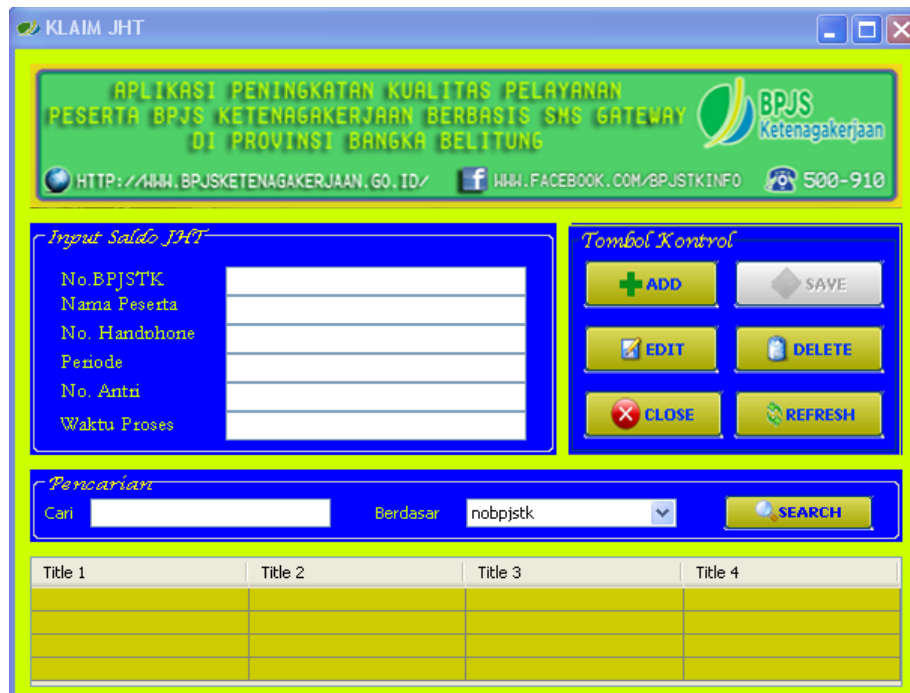 KLAIM JHT
APLIKASI PENINGKATAN KUALITAS PELAYANAN
PESERTA BPJS KETENAGAKERJAAN BERBASIS SMS GATEWAY
DI PROVINSI BANGKA BELITUNG
BPJS
Ketenagakerjaan
HTTP://WWW.BPJSKETENAGAKERJAAN.GO.ID/ WWW.FACEBOOK.COM/BPJSTKINFO 500-910
Input Saldo JHT
No.BPJSTK
Nama Peserta
No. Handphone
Periode
No. Antri
Waktu Proses
Tombol Kontrol
ADD SAVE
EDIT DELETE
CLOSE REFRESH
Pencarian
Cari Berdasar nobpjstk SEARCH
Title 1 Title 2 Title 3 Title 4